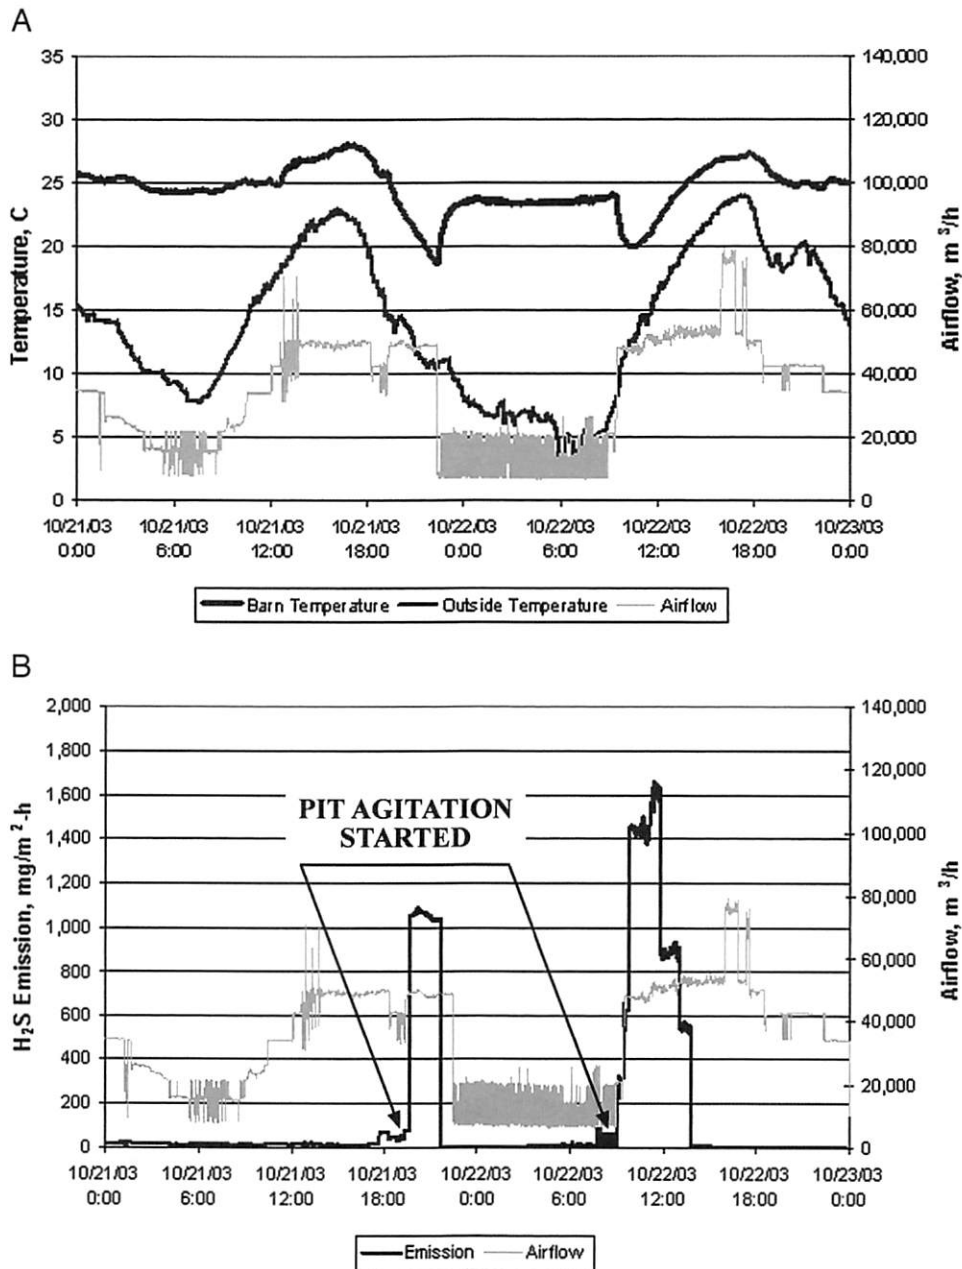 A
35 140,000
30 120,000
25 100,000
20 80,000
15 60,000
10 40,000
5 20,000
0 0
Temperature, C
Airflow, m³/h
10/21/03 10/21/03 10/21/03 10/21/03 10/22/03 10/22/03 10/22/03 10/22/03 10/23/03
0:00 6:00 12:00 18:00 0:00 6:00 12:00 18:00 0:00
Barn Temperature Outside Temperature Airflow
B
2,000 140,000
1,800
1,600 120,000
1,400 100,000
1,200
1,000 80,000
800 60,000
600
400 40,000
200 20,000
0 0
H₂S Emission, mg/m²-h
Airflow, m³/h
PIT AGITATION
STARTED
10/21/03 10/21/03 10/21/03 10/21/03 10/22/03 10/22/03 10/22/03 10/22/03 10/23/03
0:00 6:00 12:00 18:00 0:00 6:00 12:00 18:00 0:00
Emission Airflow